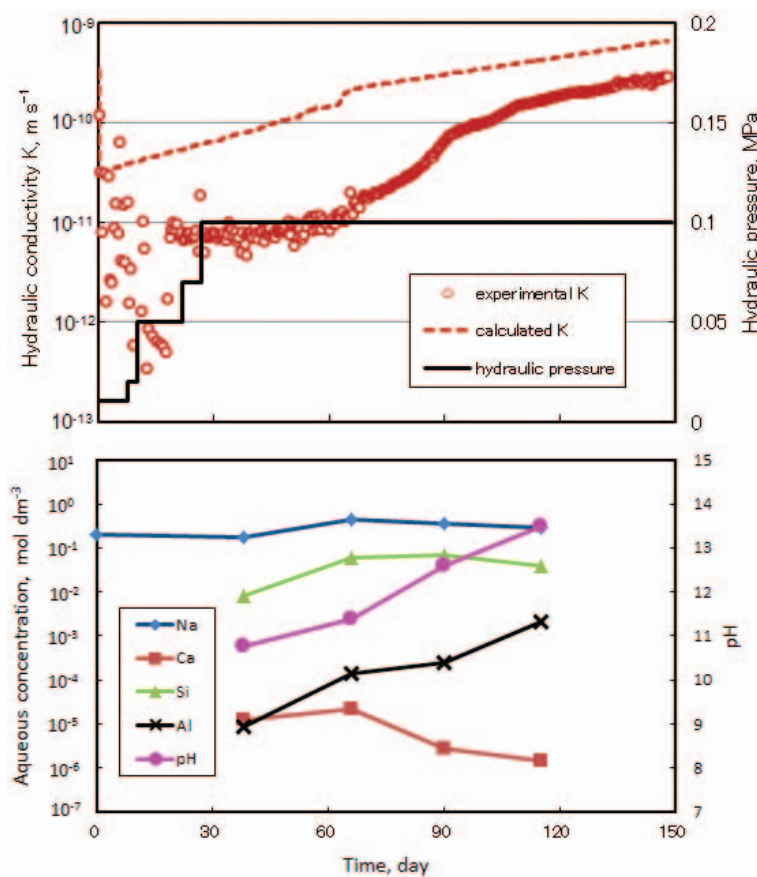 Hydraulic conductivity K, m s⁻¹
10⁻⁹
10⁻¹⁰
10⁻¹¹
10⁻¹²
10⁻¹³
0.2
0.15
0.1
0.05
0
Hydraulic pressure, MPa
experimental K
calculated K
hydraulic pressure
Aqueous concentration, mol dm⁻³
10¹
10⁰
10⁻¹
10⁻²
10⁻³
10⁻⁴
10⁻⁵
10⁻⁶
10⁻⁷
15
14
13
12
11
10
9
8
7
pH
Na
Ca
Si
Al
pH
0 30 60 90 120 150
Time, day